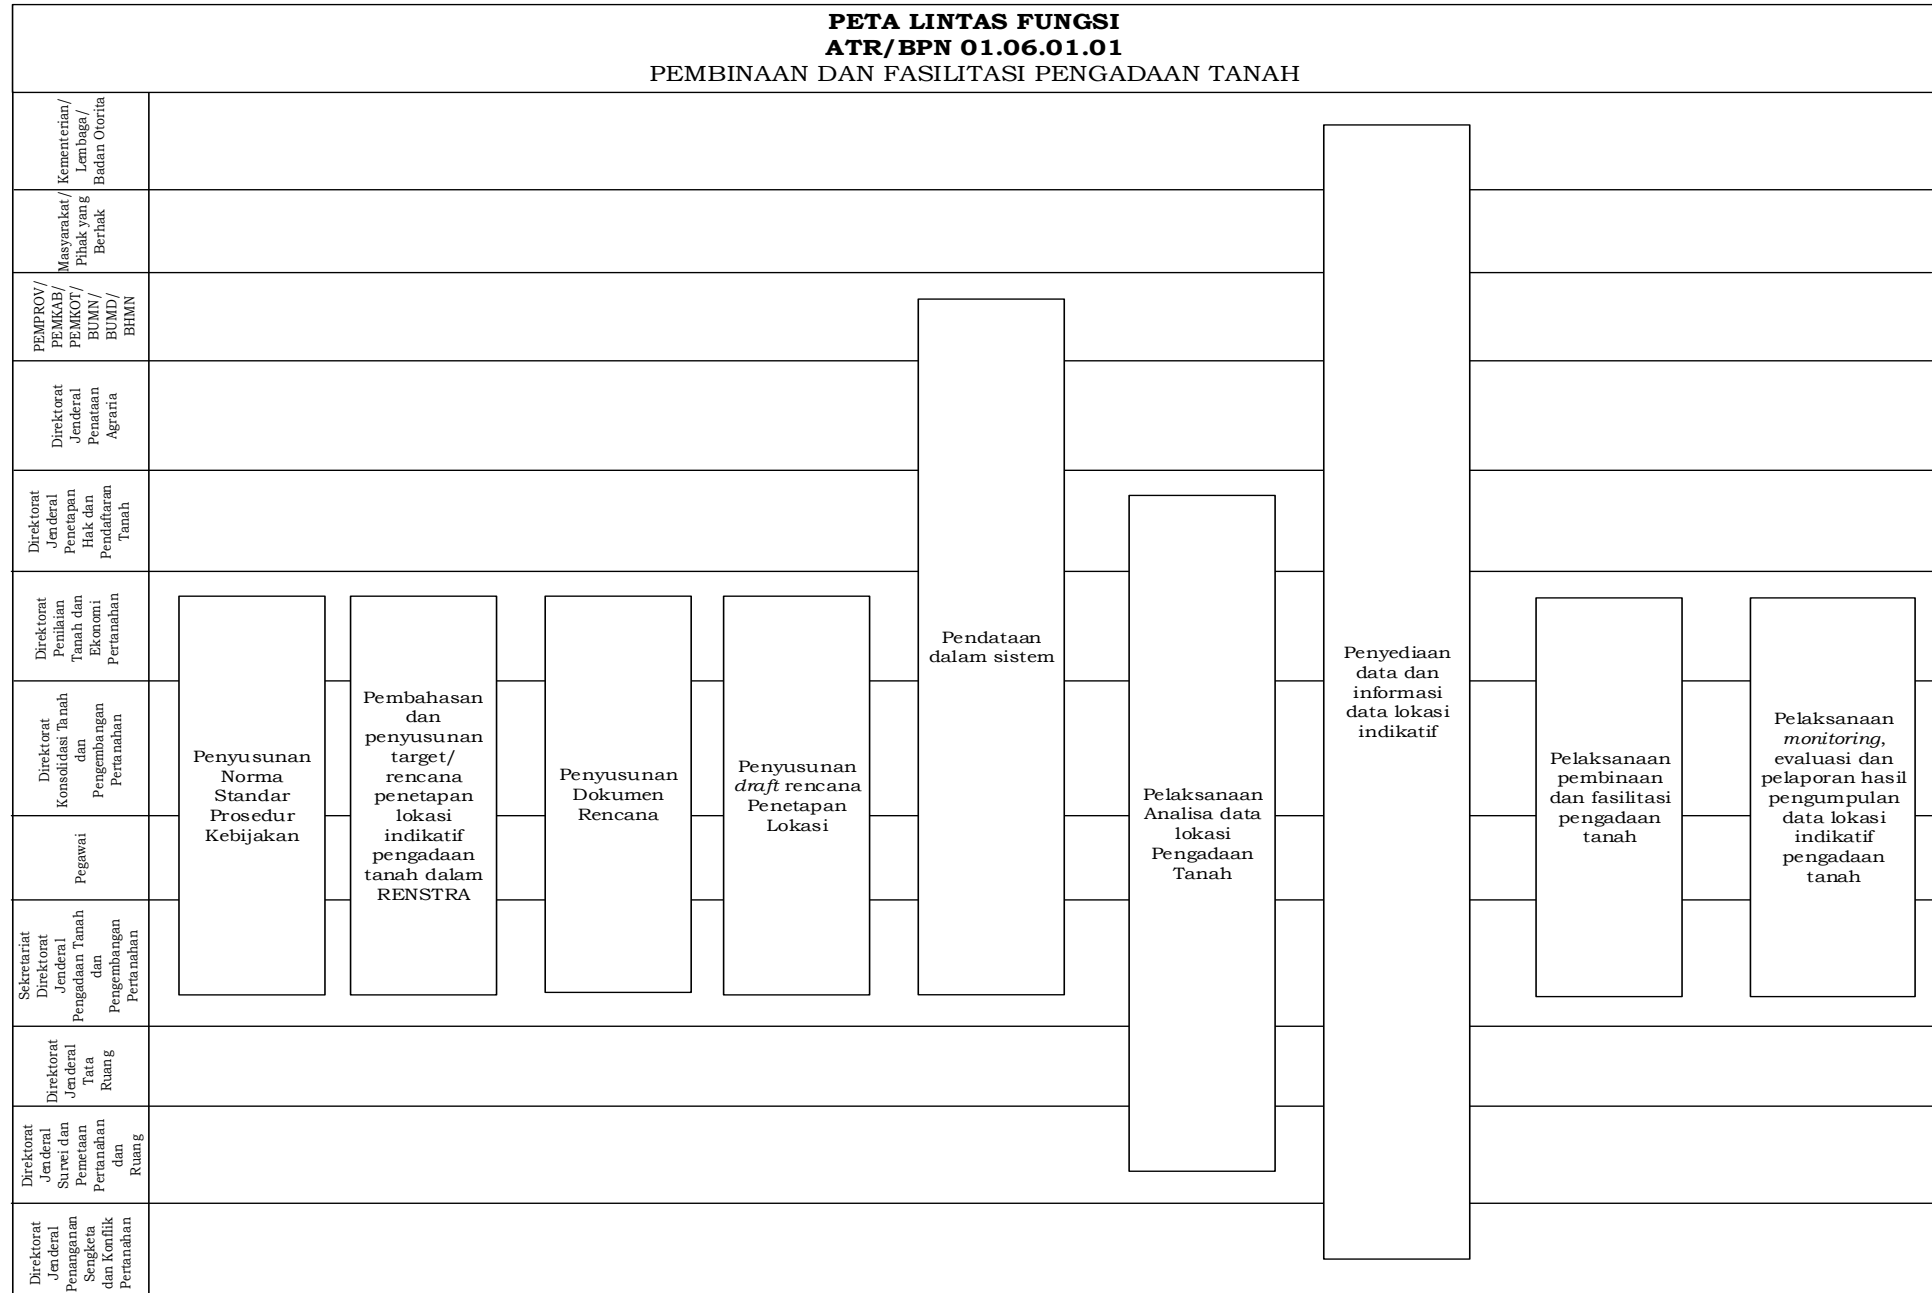 PETA LINTAS FUNGSI
ATR/BPN 01.06.01.01
PEMBINAAN DAN FASILITASI PENGADAAN TANAH
Kementerian/
Lembaga/
Badan Otorita
Masyarakat/
Pihak yang
Berhak
PEMPROV/
PEMKAB/
PEMKOT/
BUMN/
BUMD/
BHMN
Direktorat
Jenderal
Penataan
Agraria
Direktorat
Jenderal
Penetapan
Hak dan
Pendaftaran
Tanah
Direktorat
Penilaian
Tanah dan
Ekonomi
Pertanahan
Direktorat
Konsolidasi Tanah
dan
Pengembangan
Pertanahan
Pegawai
Sekretariat
Direktorat
Jenderal
Pengadaan Tanah
dan
Pengembangan
Pertanahan
Direktorat
Jenderal
Tata
Ruang
Direktorat
Jenderal
Survei dan
Pemetaan
Pertanahan
dan
Ruang
Direktorat
Jenderal
Penanganan
Sengketa
dan Konflik
Pertanahan
Penyusunan
Norma
Standar
Prosedur
Kebijakan
Pembahasan
dan
penyusunan
target/
rencana
penetapan
lokasi
indikatif
pengadaan
tanah dalam
RENSTRA
Penyusunan
Dokumen
Rencana
Penyusunan
draft rencana
Penetapan
Lokasi
Pendataan
dalam sistem
Pelaksanaan
Analisa data
lokasi
Pengadaan
Tanah
Penyediaan
data dan
informasi
data lokasi
indikatif
Pelaksanaan
pembinaan
dan fasilitasi
pengadaan
tanah
Pelaksanaan
monitoring,
evaluasi dan
pelaporan hasil
pengumpulan
data lokasi
indikatif
pengadaan
tanah